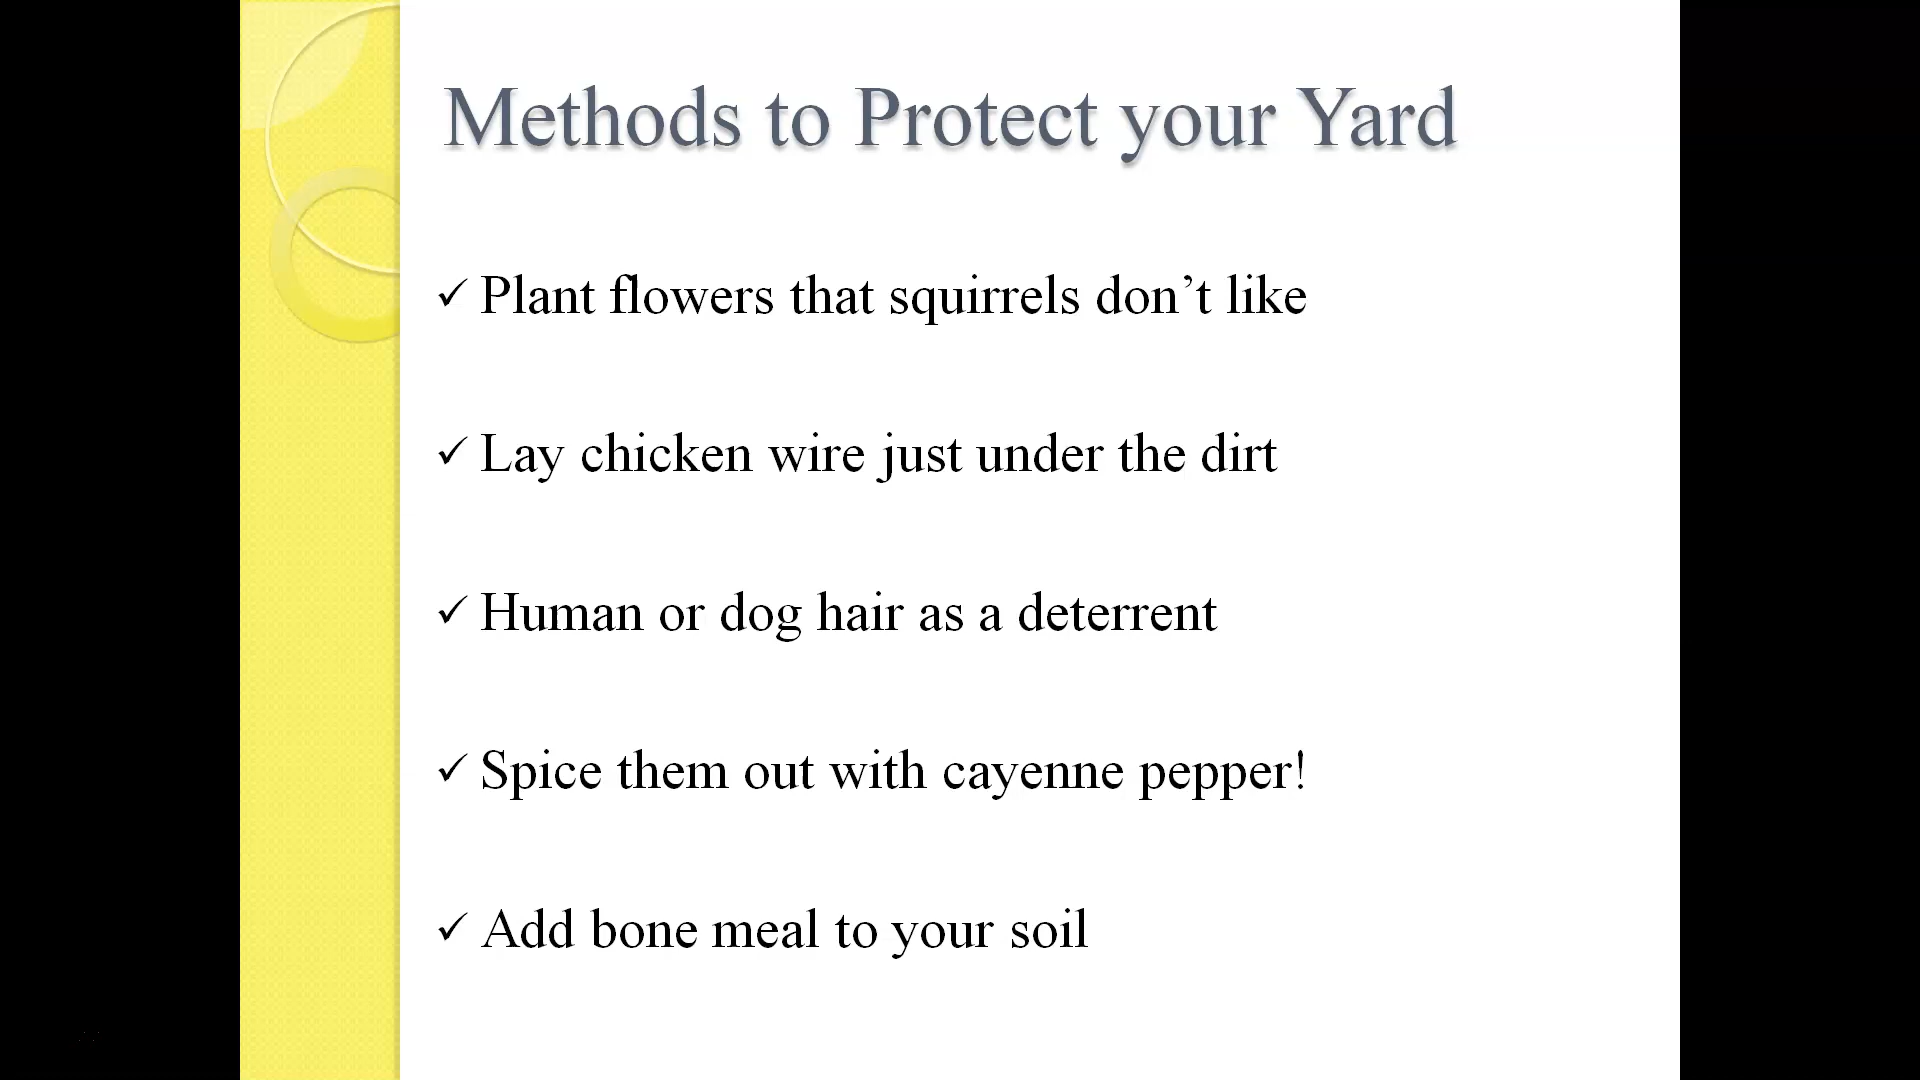 Methods to Protect your Yard
✓ Plant flowers that squirrels don’t like
✓ Lay chicken wire just under the dirt
✓ Human or dog hair as a deterrent
✓ Spice them out with cayenne pepper!
✓ Add bone meal to your soil